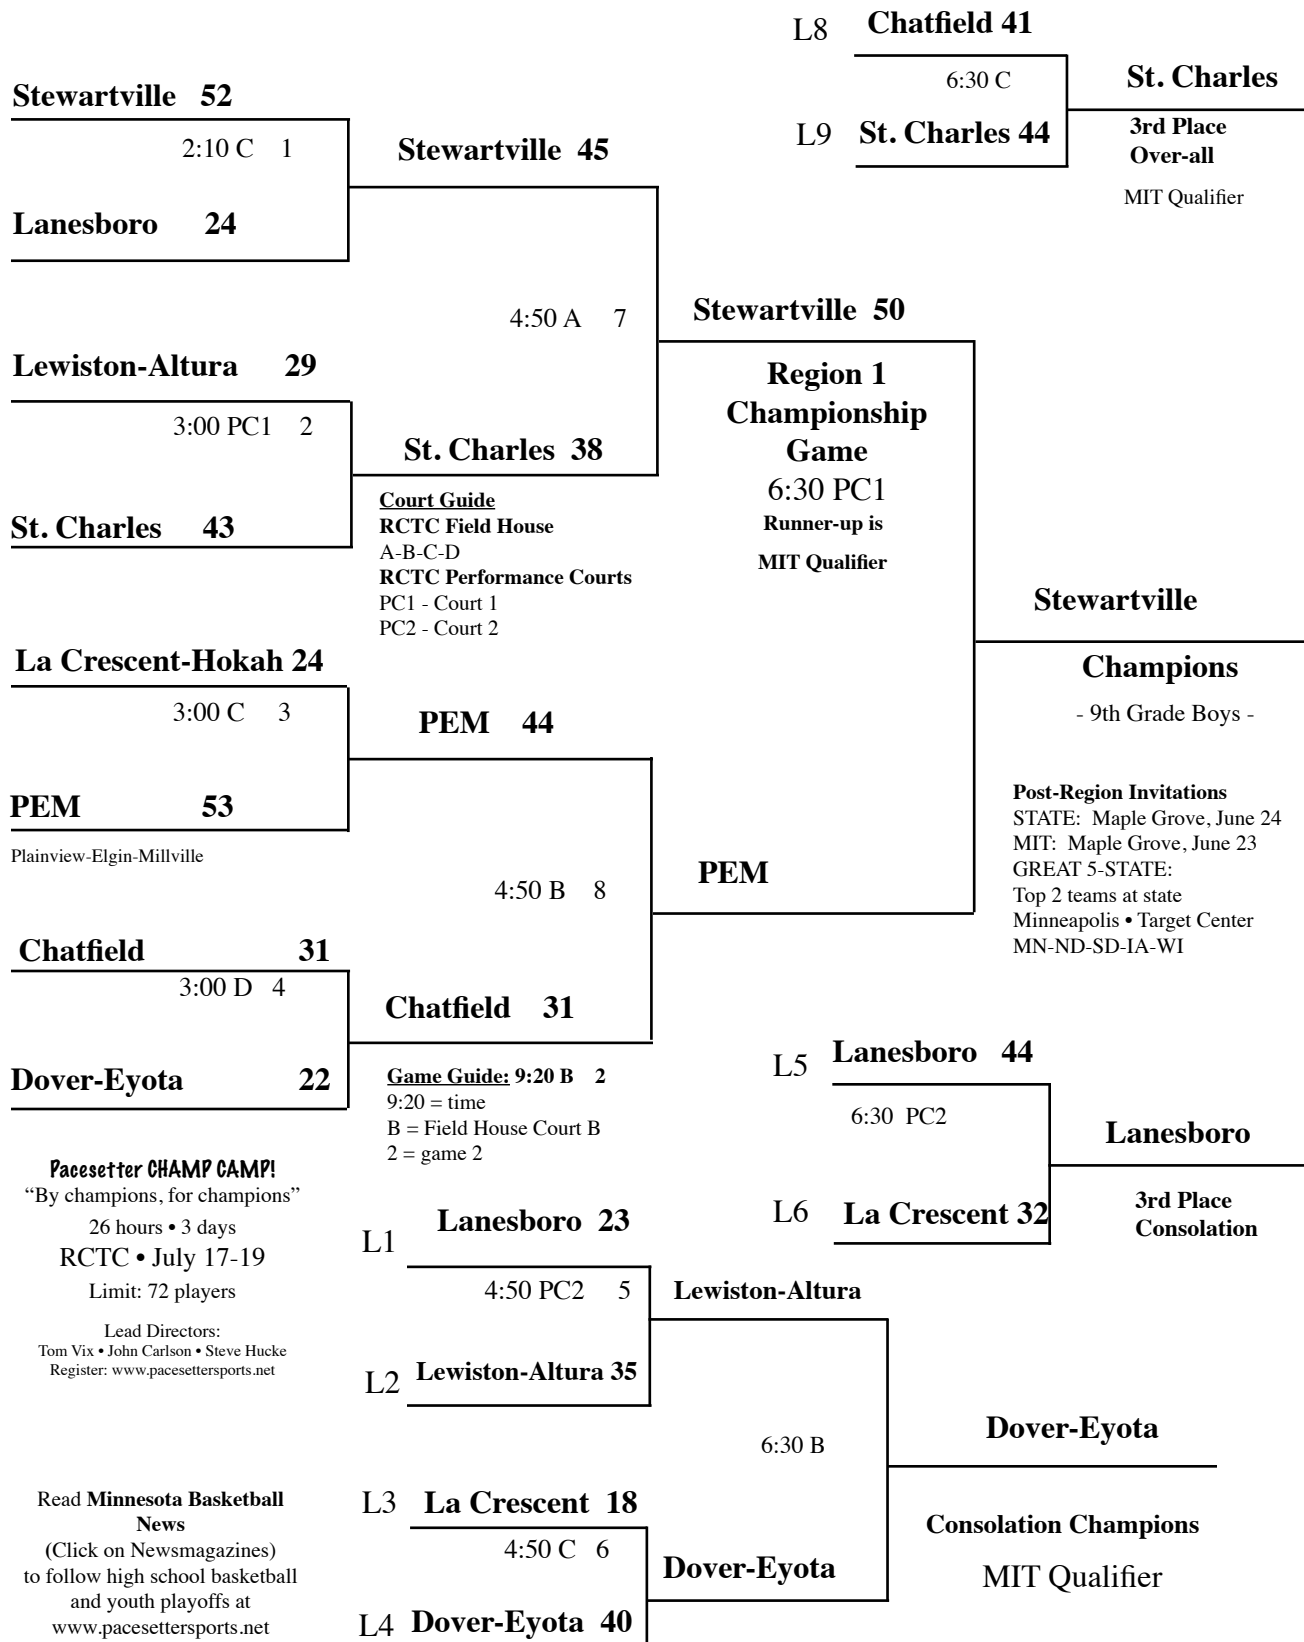 L8 Chatfield 41
6:30 C
L9 St. Charles 44
St. Charles
3rd Place
Over-all
MIT Qualifier
Stewartville 52
2:10 C 1
Lanesboro 24
Stewartville 45
4:50 A 7
Lewiston-Altura 29
3:00 PC1 2
St. Charles 43
St. Charles 38
Court Guide
RCTC Field House
A-B-C-D
RCTC Performance Courts
PC1 - Court 1
PC2 - Court 2
Stewartville 50
Region 1
Championship
Game
6:30 PC1
Runner-up is
MIT Qualifier
Stewartville
Champions
- 9th Grade Boys -
La Crescent-Hokah 24
3:00 C 3
PEM 53
Plainview-Elgin-Millville
PEM 44
4:50 B 8
PEM
Chatfield 31
3:00 D 4
Dover-Eyota 22
Chatfield 31
Game Guide: 9:20 B 2
9:20 = time
B = Field House Court B
2 = game 2
Post-Region Invitations
STATE: Maple Grove, June 24
MIT: Maple Grove, June 23
GREAT 5-STATE:
Top 2 teams at state
Minneapolis • Target Center
MN-ND-SD-IA-WI
L5 Lanesboro 44
6:30 PC2
L6 La Crescent 32
Lanesboro
3rd Place
Consolation
Pacesetter CHAMP CAMP!
“By champions, for champions”
26 hours • 3 days
RCTC • July 17-19
Limit: 72 players
Lead Directors:
Tom Vix • John Carlson • Steve Hucke
Register: www.pacesettersports.net
L1 Lanesboro 23
4:50 PC2 5
L2 Lewiston-Altura 35
Lewiston-Altura
6:30 B
Dover-Eyota
Consolation Champions
MIT Qualifier
L3 La Crescent 18
4:50 C 6
L4 Dover-Eyota 40
Dover-Eyota
Read Minnesota Basketball
News
(Click on Newsmagazines)
to follow high school basketball
and youth playoffs at
www.pacesettersports.net